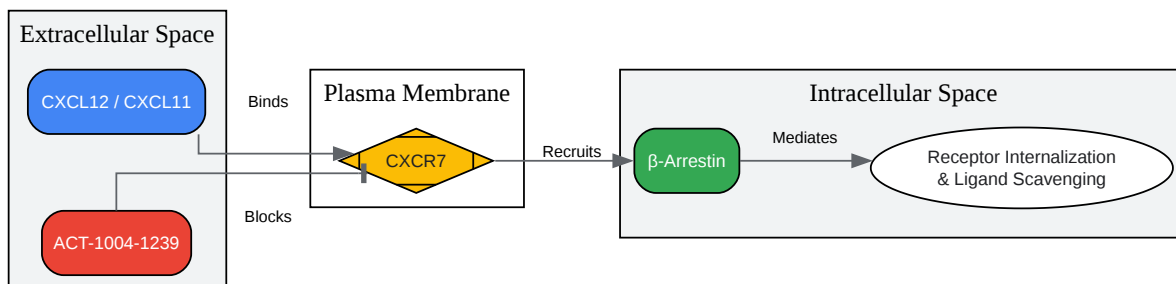 Extracellular Space
CXCL12 / CXCL11
ACT-1004-1239
Binds
Blocks
Plasma Membrane
CXCR7
Recruits
Intracellular Space
β-Arrestin
Mediates
Receptor Internalization
& Ligand Scavenging